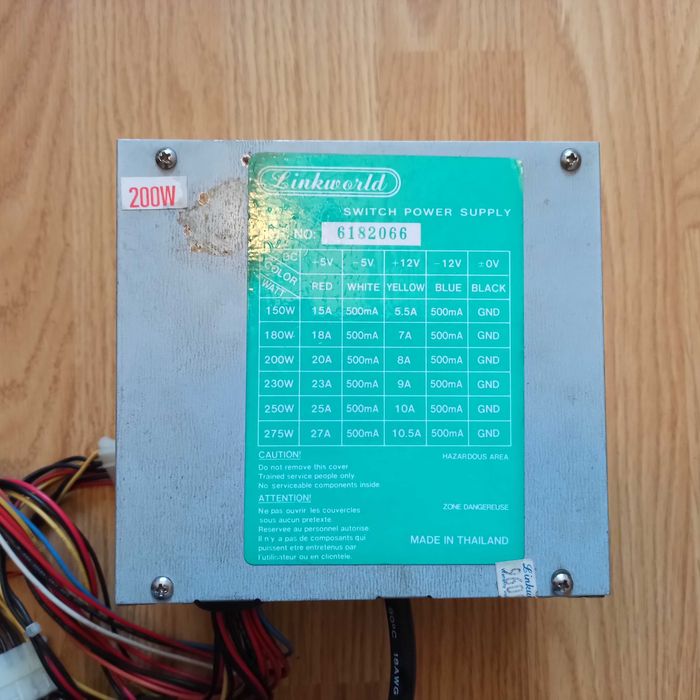 Linkworld
SWITCH POWER SUPPLY
200W
NO: 6182066
DC +5V -5V +12V -12V ±0V
COLOR
WATT RED WHITE YELLOW BLUE BLACK
150W 15A 500mA 5.5A 500mA GND
180W 18A 500mA 7A 500mA GND
200W 20A 500mA 8A 500mA GND
230W 23A 500mA 9A 500mA GND
250W 25A 500mA 10A 500mA GND
275W 27A 500mA 10.5A 500mA GND
CAUTION! HAZARDOUS AREA
Do not remove this cover
Trained service people only
No serviceable components inside
ATTENTION!
Ne pas ouvrir les couvercles ZONE DANGEREUSE
sous aucun pretexte
Reservee au personnel autorise
Il n y a pas de composants qui MADE IN THAILAND
puissent etre entretenus par
l'utilisateur ou en clientele.
Linkw
960
80°C 18AWG